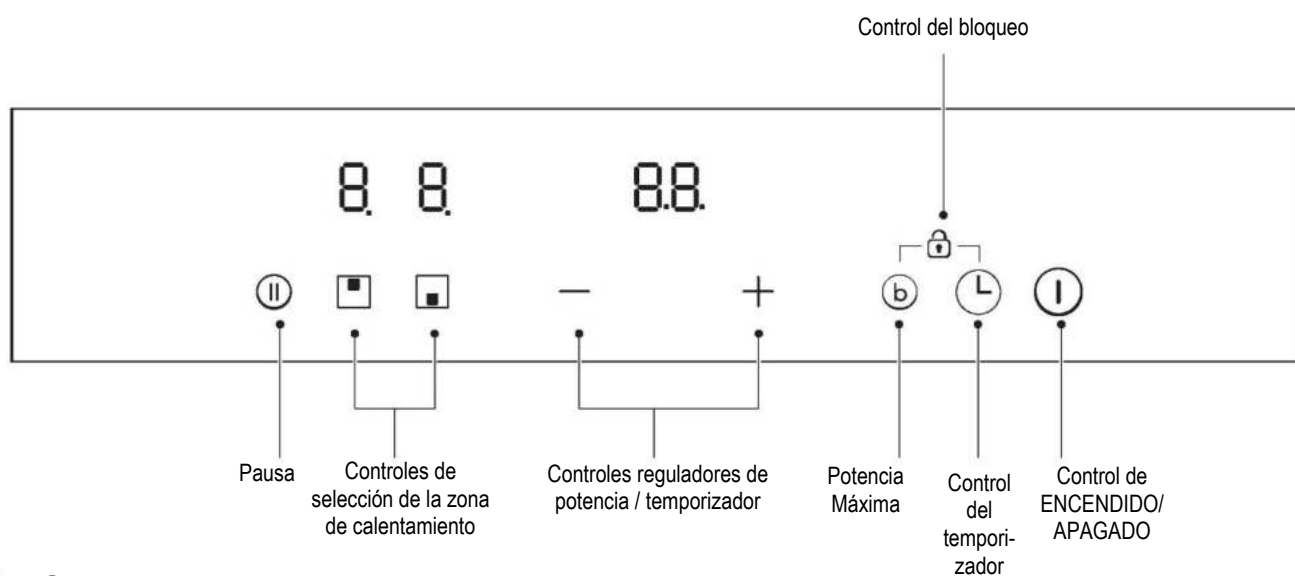 Control del bloqueo
8. 8. 8.8.
b
Pausa
Controles de
selección de la zona
de calentamiento
Controles reguladores de
potencia / temporizador
Potencia
Máxima
Control
del
tempori-
zador
Control de
ENCENDIDO/
APAGADO